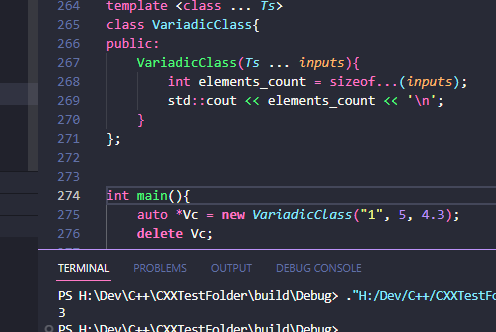 264 template <class ... Ts>
265 class VariadicClass{
266 public:
267 VariadicClass(Ts ... inputs){
268 int elements_count = sizeof...(inputs);
269 std::cout << elements_count << '\n';
270 }
271 };
272
273
274 int main(){
275 auto *Vc = new VariadicClass("1", 5, 4.3);
276 delete Vc;
TERMINAL PROBLEMS OUTPUT DEBUG CONSOLE
PS H:\Dev\C++\CXXTestFolder\build\Debug> ."H:/Dev/C++/CXXTestF
3
PS H:\Dev\C++\CXXTestFolder\build\Debug>